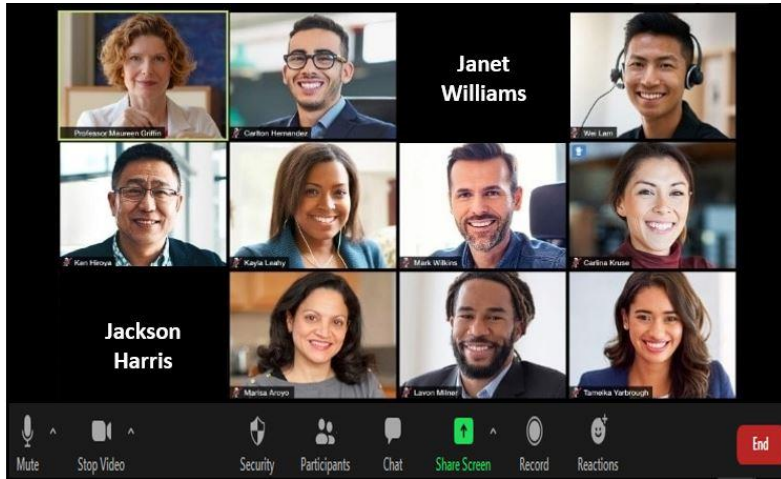 Professor Maureen Griffin
Carlton Hernandez
Janet
Williams
Wei Lam
Ken Hiroya
Kayla Leahy
Mark Wilkins
Carlina Kruse
Jackson
Harris
Marisa Aroyo
Lavon Milner
Tameika Yarbrough
Mute
Stop Video
Security
Participants
Chat
Share Screen
Record
Reactions
End